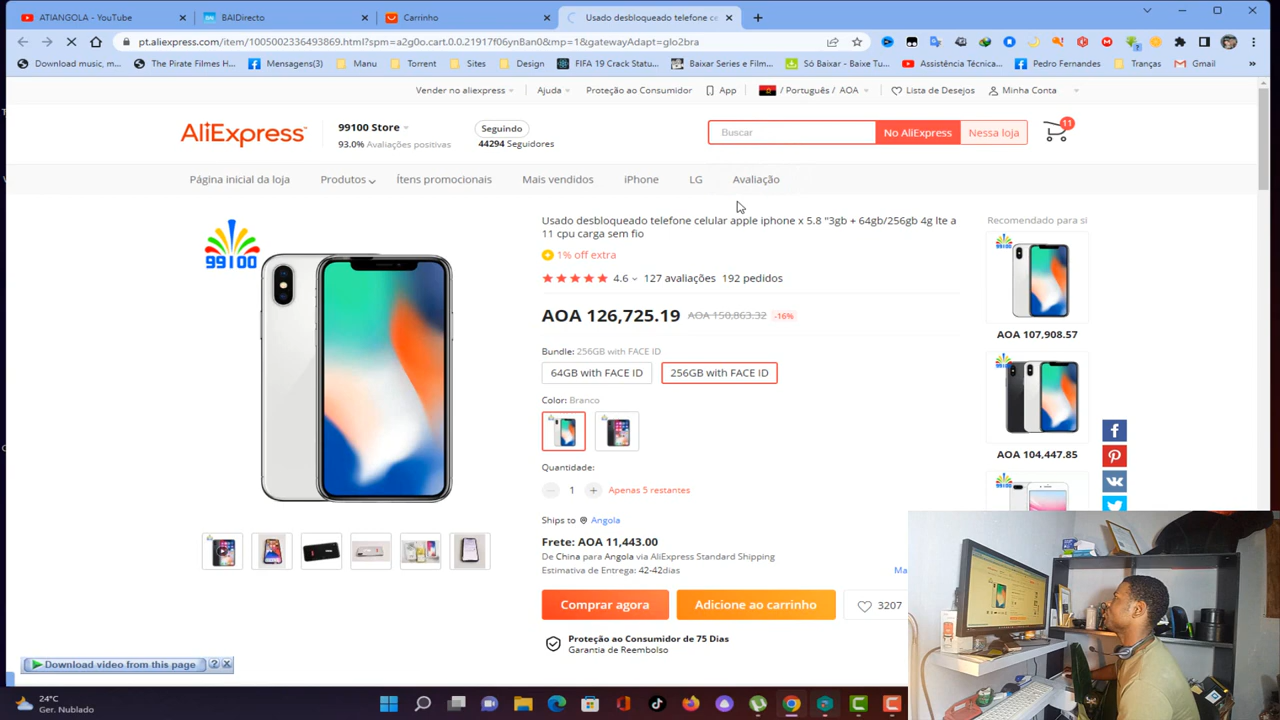 ATIANGOLA - YouTube
BAIDirecto
Carrinho
Usado desbloqueado telefone ce
pt.aliexpress.com/item/1005002336493869.html?spm=a2g0o.cart.0.0.21917f06ynBan0&mp=1&gatewayAdapt=glo2bra
Download music, m...
The Pirate Filmes H...
Mensagens(3)
Manu
Torrent
Sites
Design
FIFA 19 Crack Statu...
Baixar Series e Film...
Só Baixar - Baixe Tu...
Assistência Técnica...
Pedro Fernandes
Tranças
Gmail
Vender no aliexpress
Ajuda
Proteção ao Consumidor
App
/ Português / AOA
Lista de Desejos
Minha Conta
AliExpress
99100 Store
93.0% Avaliações positivas
Seguindo
44294 Seguidores
Buscar
No AliExpress
Nessa loja
11
Página inicial da loja
Produtos
Ítens promocionais
Mais vendidos
iPhone
LG
Avaliação
99100
Usado desbloqueado telefone celular apple iphone x 5.8 "3gb + 64gb/256gb 4g lte a
11 cpu carga sem fio
1% off extra
4.6
127 avaliações
192 pedidos
AOA 126,725.19
AOA 150,863.32
-16%
Bundle: 256GB with FACE ID
64GB with FACE ID
256GB with FACE ID
Color: Branco
Quantidade:
1
Apenas 5 restantes
Ships to
Angola
Frete: AOA 11,443.00
De China para Angola via AliExpress Standard Shipping
Estimativa de Entrega: 42-42dias
Ma
Comprar agora
Adicione ao carrinho
3207
Proteção ao Consumidor de 75 Dias
Garantia de Reembolso
Recomendado para si
99100
AOA 107,908.57
99100
AOA 104,447.85
99100
Download video from this page
?
24°C
Ger. Nublado